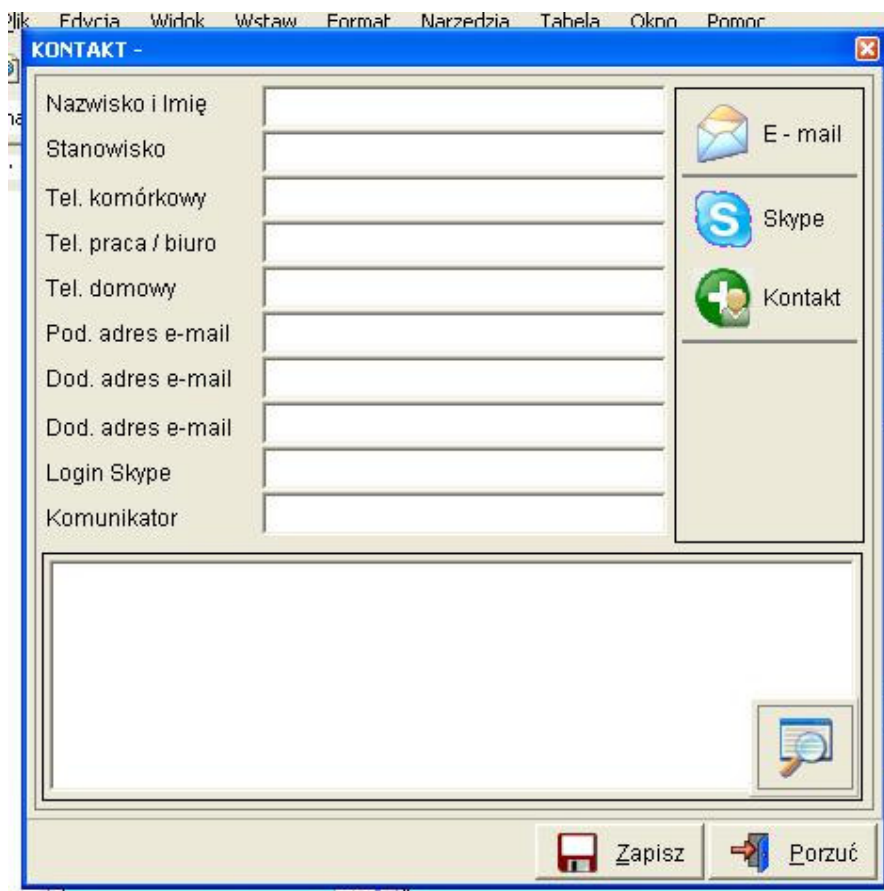 Plik Edycja Widok Wstaw Format Narzędzia Tabela Okno Pomoc
KONTAKT -
Nazwisko i Imię
E - mail
Stanowisko
Tel. komórkowy
Skype
Tel. praca / biuro
Tel. domowy
Kontakt
Pod. adres e-mail
Dod. adres e-mail
Dod. adres e-mail
Login Skype
Komunikator
Zapisz
Porzuć